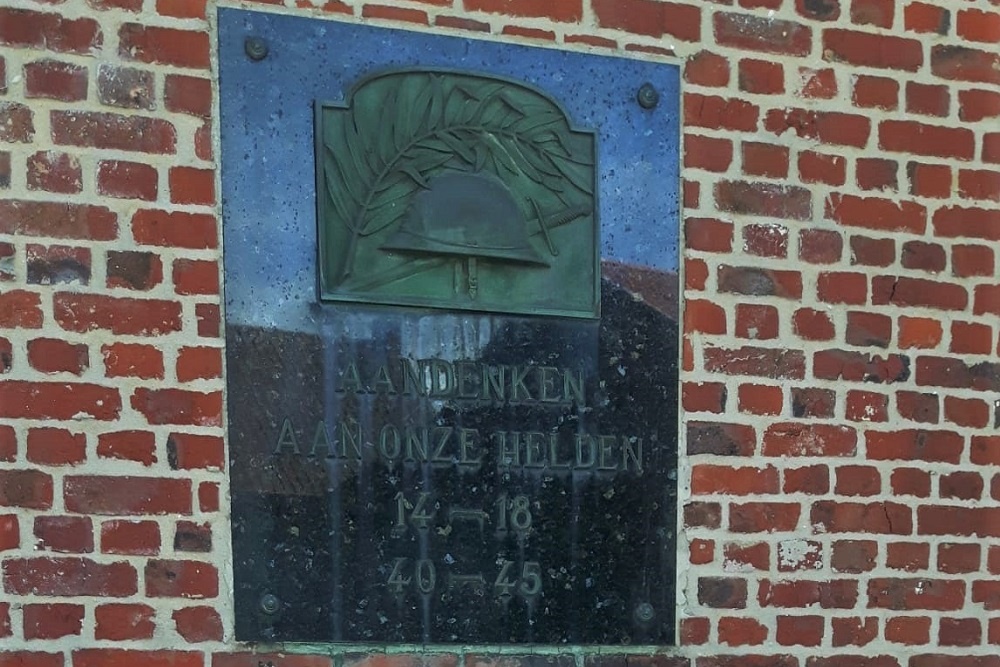 AANDENKEN
AAN ONZE HELDEN
14 – 18
40 – 45